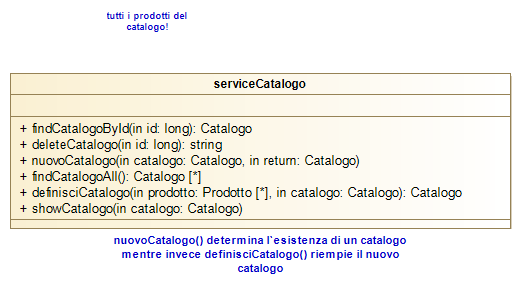 tutti i prodotti del
catalogo!
serviceCatalogo
+ findCatalogoById(in id: long): Catalogo
+ deleteCatalogo(in id: long): string
+ nuovoCatalogo(in catalogo: Catalogo, in return: Catalogo)
+ findCatalogoAll(): Catalogo [*]
+ definisciCatalogo(in prodotto: Prodotto [*], in catalogo: Catalogo): Catalogo
+ showCatalogo(in catalogo: Catalogo)
nuovoCatalogo() determina l'esistenza di un catalogo
mentre invece definisciCatalogo() riempie il nuovo
catalogo